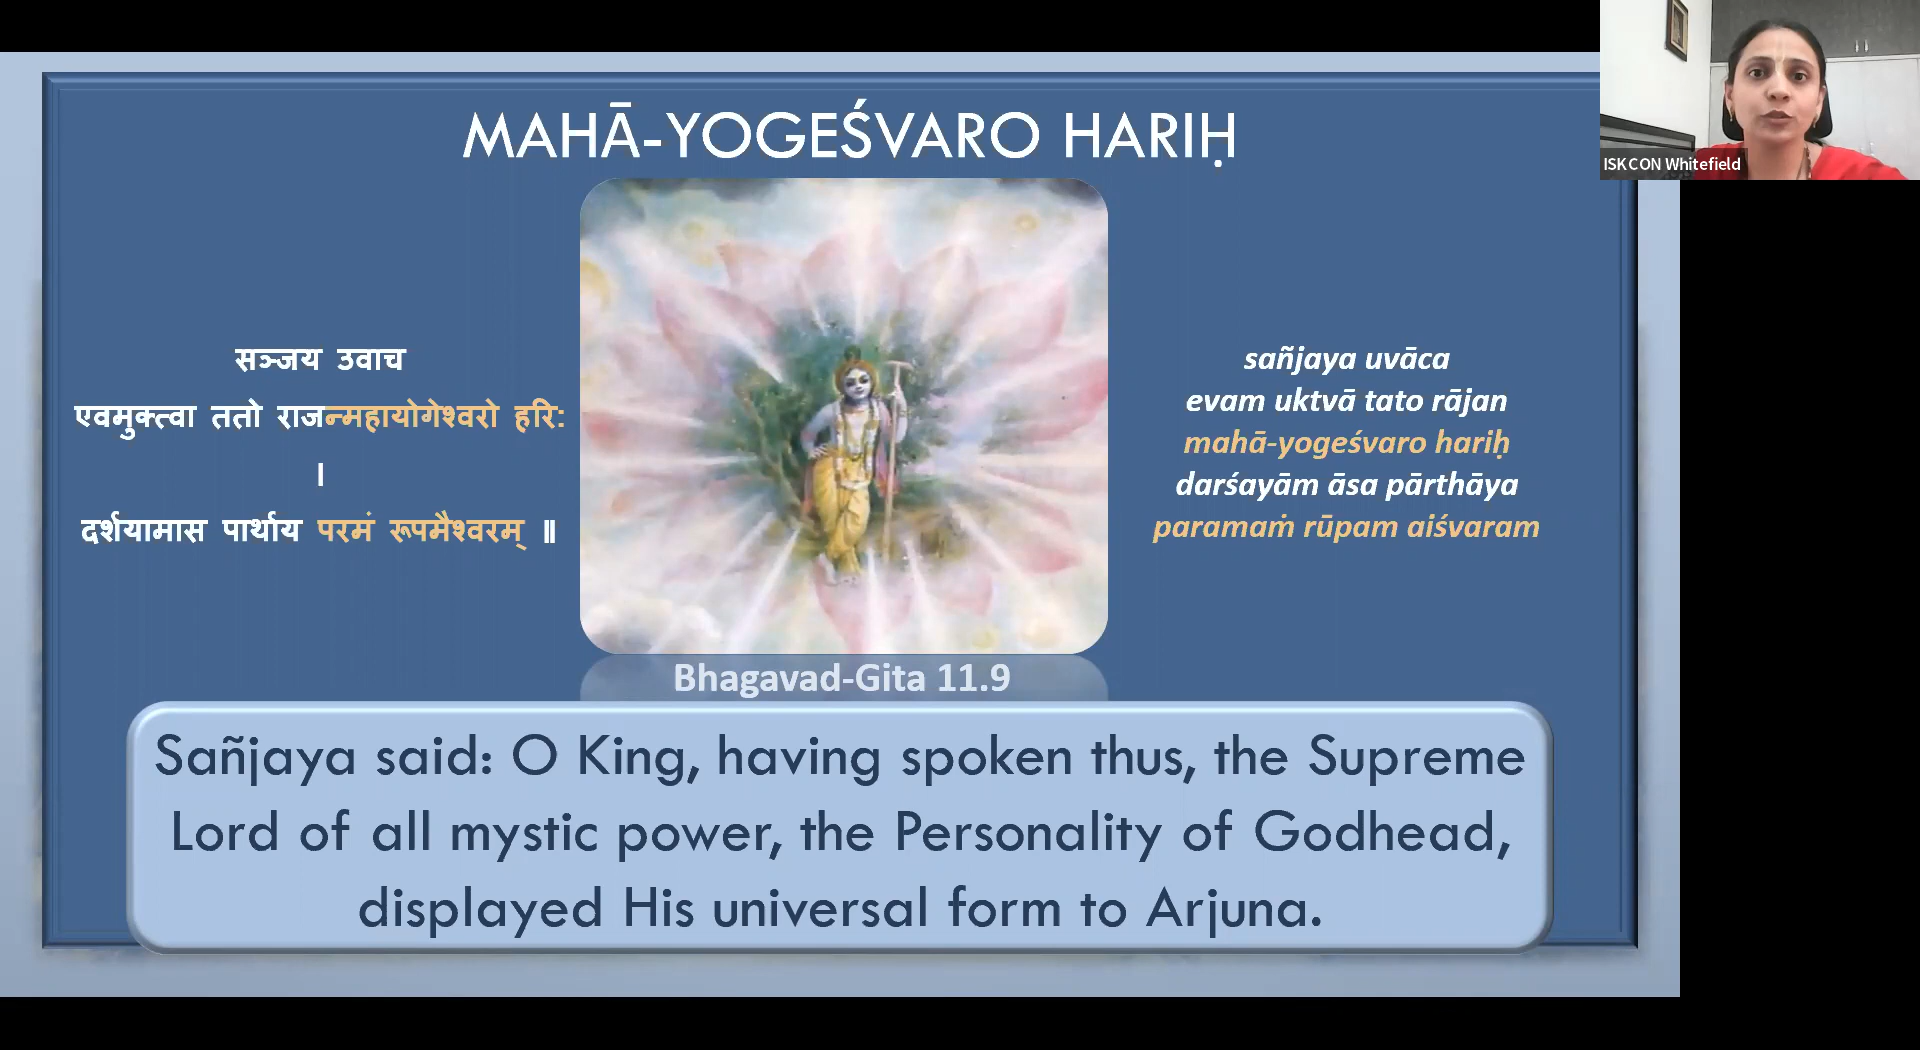 MAHĀ-YOGEŚVARO HARIḤ
ISKCON Whitefield
सञ्जय उवाच
एवमुक्त्वा ततो राजन्महायोगेश्वरो हरि:
।
दर्शयामास पार्थाय परमं रूपमैश्वरम् ॥
sañjaya uvāca
evam uktvā tato rājan
mahā-yogeśvaro hariḥ
darśayām āsa pārthāya
paramaṁ rūpam aiśvaram
Bhagavad-Gita 11.9
Sañjaya said: O King, having spoken thus, the Supreme
Lord of all mystic power, the Personality of Godhead,
displayed His universal form to Arjuna.